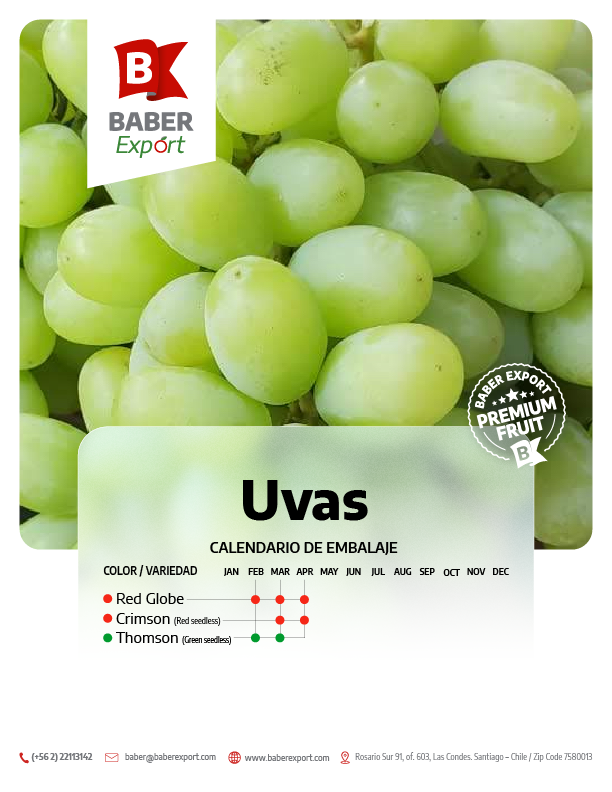 B
BABER
Export
BABER EXPORT
PREMIUM
FRUIT
B
Uvas
CALENDARIO DE EMBALAJE
COLOR / VARIEDAD JAN FEB MAR APR MAY JUN JUL AUG SEP OCT NOV DEC
Red Globe
Crimson (Red seedless)
Thomson (Green seedless)
(+56 2) 22113142 baber@baberexport.com www.baberexport.com Rosario Sur 91, of. 603, Las Condes. Santiago – Chile / Zip Code 7580013